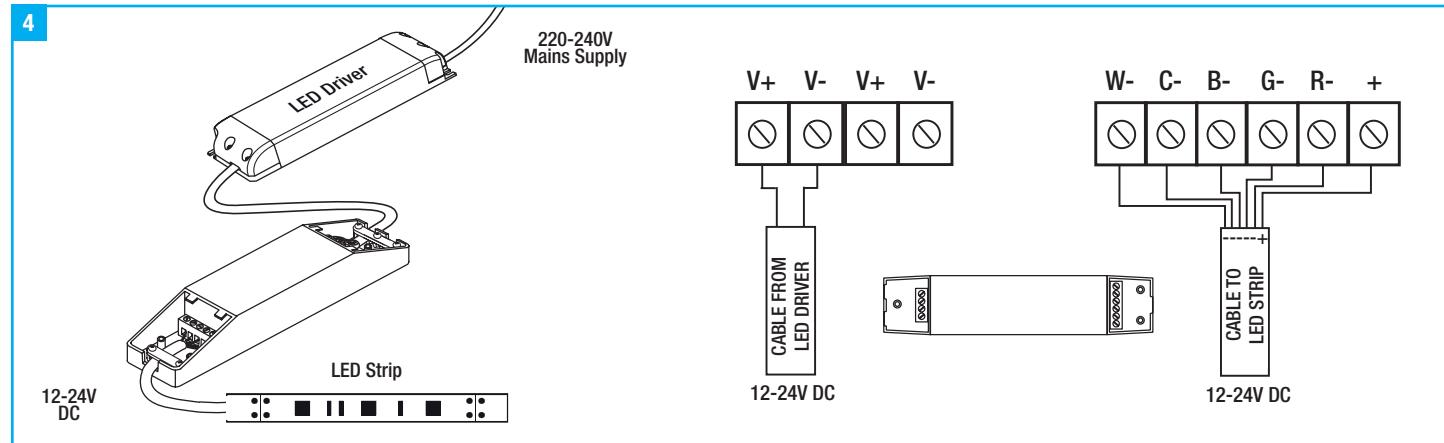 4
220-240V
Mains Supply
LED Driver
12-24V
DC
LED Strip
V+ V- V+ V-
CABLE FROM
LED DRIVER
12-24V DC
W- C- B- G- R- +
-----+
CABLE TO
LED STRIP
12-24V DC